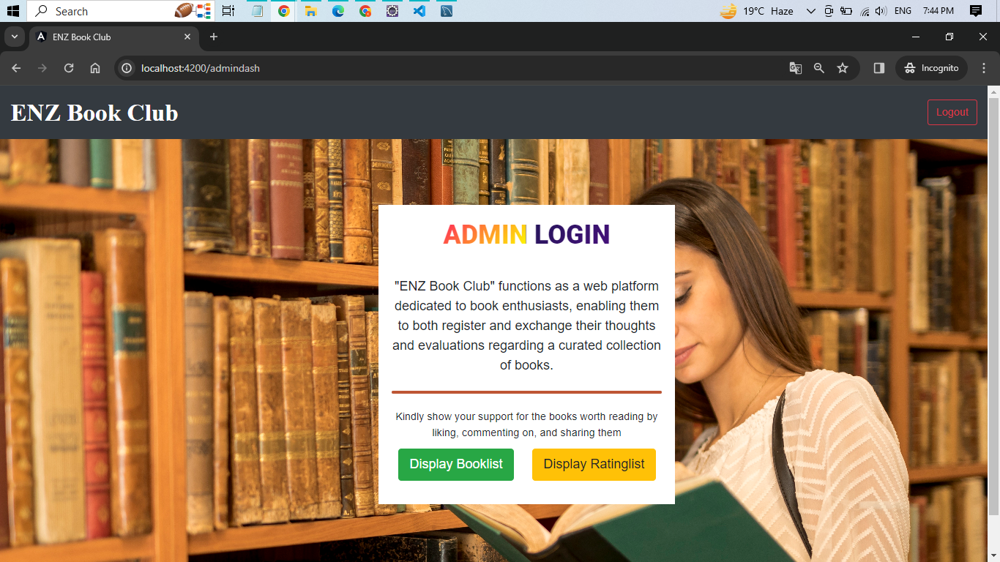 Search
19°C Haze
ENG
7:44 PM
ENZ Book Club
localhost:4200/admindash
Incognito
ENZ Book Club
Logout
ADMIN LOGIN
"ENZ Book Club" functions as a web platform
dedicated to book enthusiasts, enabling them
to both register and exchange their thoughts
and evaluations regarding a curated collection
of books.
Kindly show your support for the books worth reading by
liking, commenting on, and sharing them
Display Booklist
Display Ratinglist